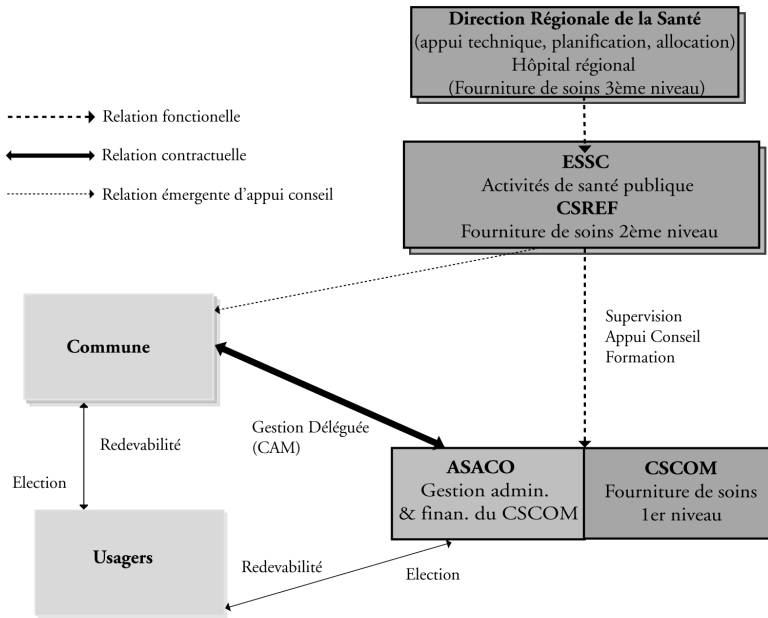 Direction Régionale de la Santé
(appui technique, planification, allocation)
Hôpital régional
(Fourniture de soins 3ème niveau)
Relation fonctionelle
Relation contractuelle
Relation émergente d'appui conseil
ESSC
Activités de santé publique
CSREF
Fourniture de soins 2ème niveau
Commune
Supervision
Appui Conseil
Formation
Gestion Déléguée
(CAM)
Redevabilité
Election
ASACO
Gestion admin.
& finan. du CSCOM
CSCOM
Fourniture de soins
1er niveau
Usagers
Redevabilité
Election